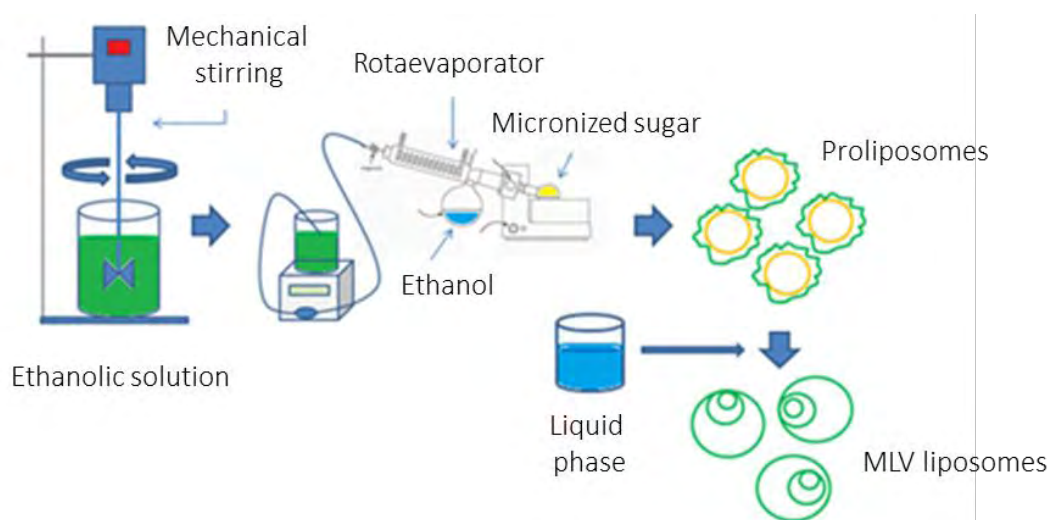 Mechanical
stirring
Rotaevaporator
Micronized sugar
Proliposomes
Ethanol
Ethanolic solution
Liquid
phase
MLV liposomes